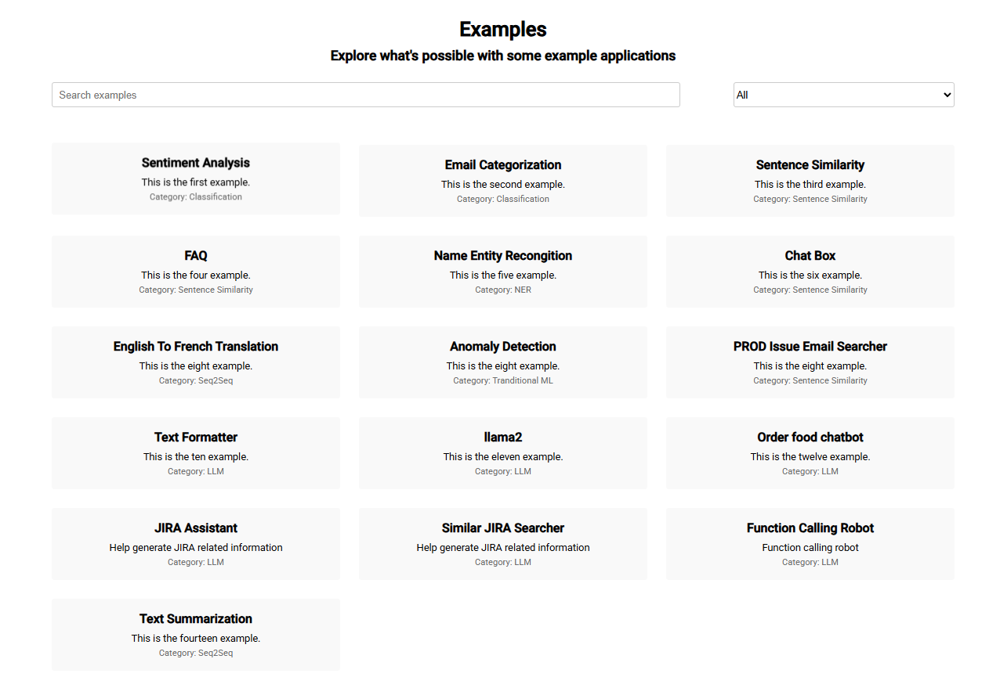 Examples
Explore what's possible with some example applications
Search examples
All
Sentiment Analysis
This is the first example.
Category: Classification
Email Categorization
This is the second example.
Category: Classification
Sentence Similarity
This is the third example.
Category: Sentence Similarity
FAQ
This is the four example.
Category: Sentence Similarity
Name Entity Recongition
This is the five example.
Category: NER
Chat Box
This is the six example.
Category: Sentence Similarity
English To French Translation
This is the eight example.
Category: Seq2Seq
Anomaly Detection
This is the eight example.
Category: Tranditional ML
PROD Issue Email Searcher
This is the eight example.
Category: Sentence Similarity
Text Formatter
This is the ten example.
Category: LLM
llama2
This is the eleven example.
Category: LLM
Order food chatbot
This is the twelve example.
Category: LLM
JIRA Assistant
Help generate JIRA related information
Category: LLM
Similar JIRA Searcher
Help generate JIRA related information
Category: LLM
Function Calling Robot
Function calling robot
Category: LLM
Text Summarization
This is the fourteen example.
Category: Seq2Seq